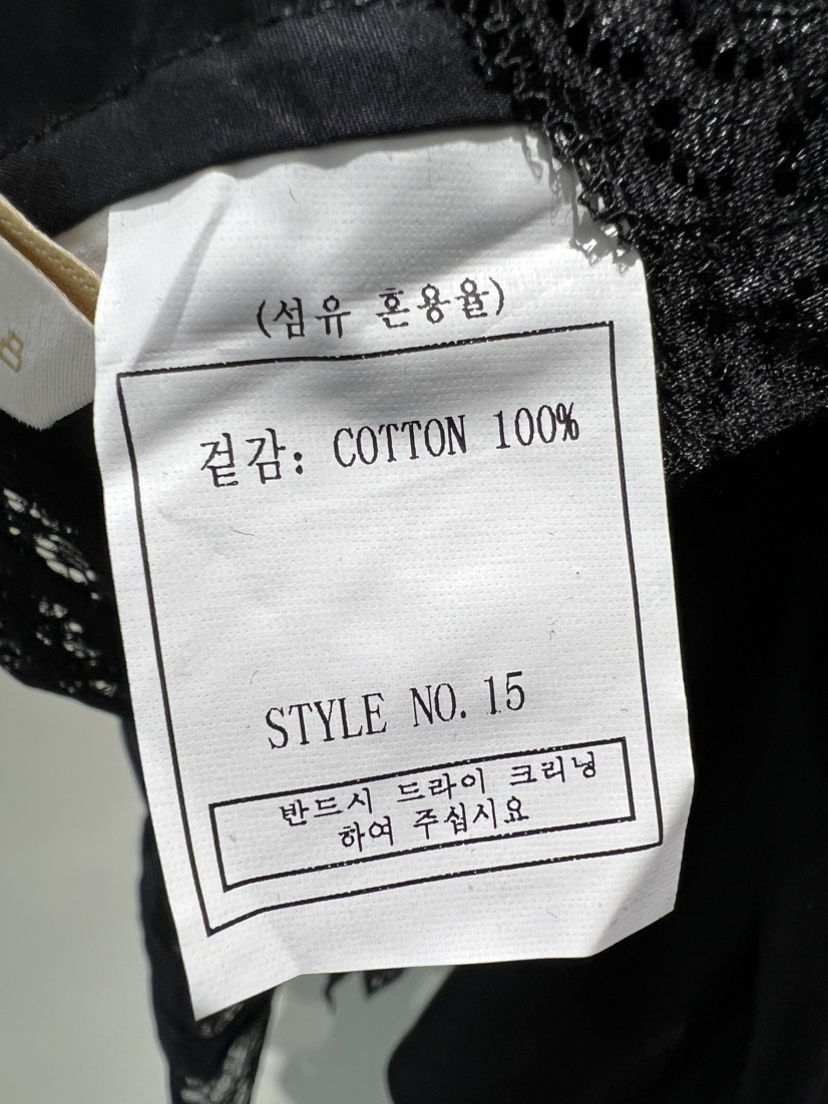 (섬유 혼용율)
겉감: COTTON 100%
STYLE NO. 15
반드시 드라이 크리닝
하여 주십시요